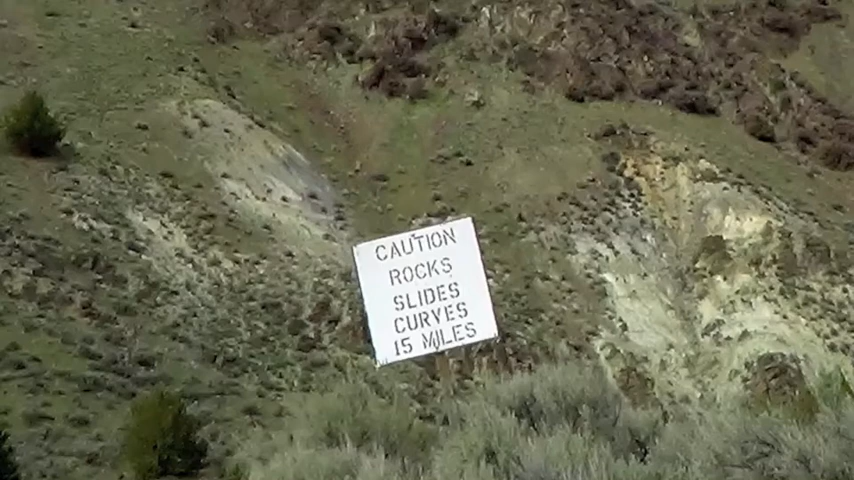 CAUTION
ROCKS
SLIDES
CURVES
15 MILES